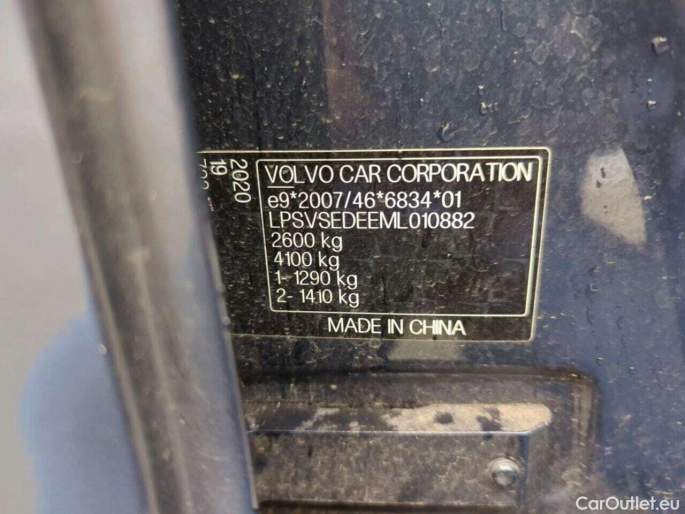 VOLVO CAR CORPORATION
e9*2007/46*6834*01
LPSVSEDEEML010882
2600 kg
4100 kg
1-1290 kg
2- 1410 kg
MADE IN CHINA
2020
19
CarOutlet.eu